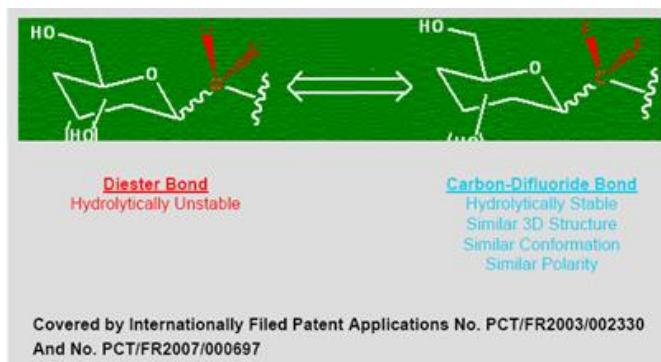 HO
O
O
(HO)
HO
O
F
F
C
(HO)
Diester Bond
Hydrolytically Unstable
Carbon-Difluoride Bond
Hydrolytically Stable
Similar 3D Structure
Similar Conformation
Similar Polarity
Covered by Internationally Filed Patent Applications No. PCT/FR2003/002330
And No. PCT/FR2007/000697